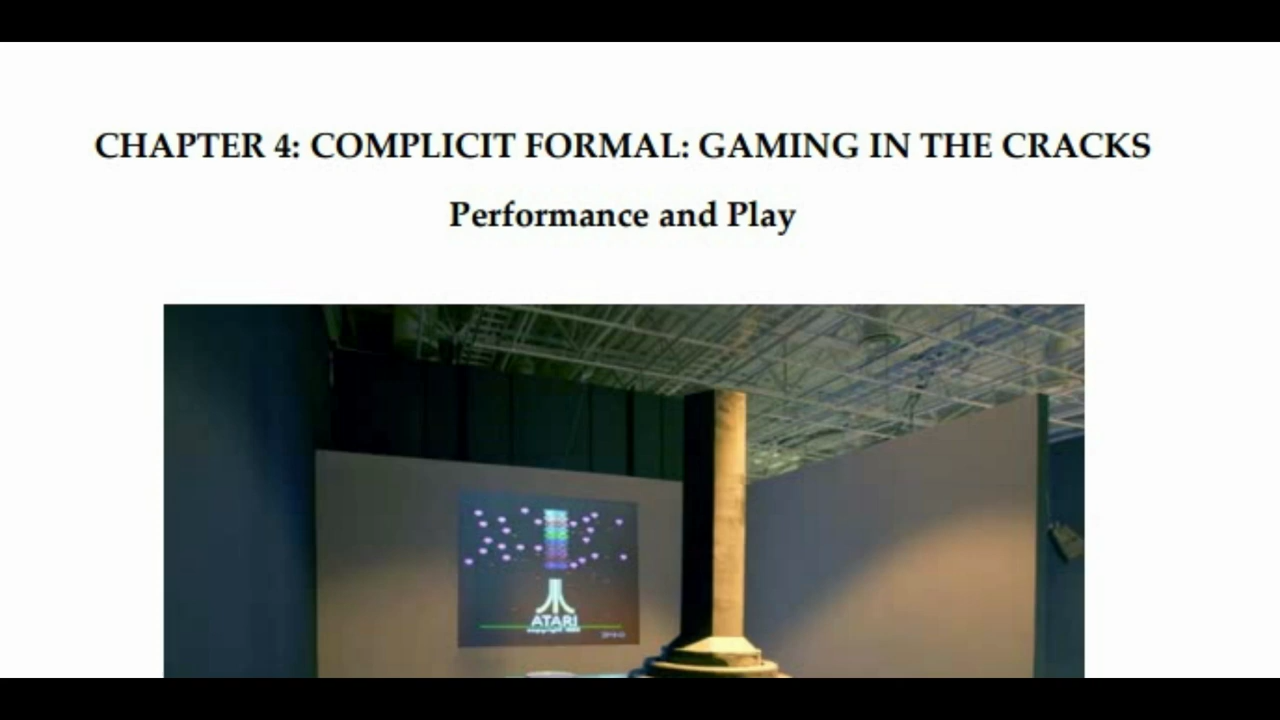 CHAPTER 4: COMPLICIT FORMAL: GAMING IN THE CRACKS
Performance and Play
ATARI